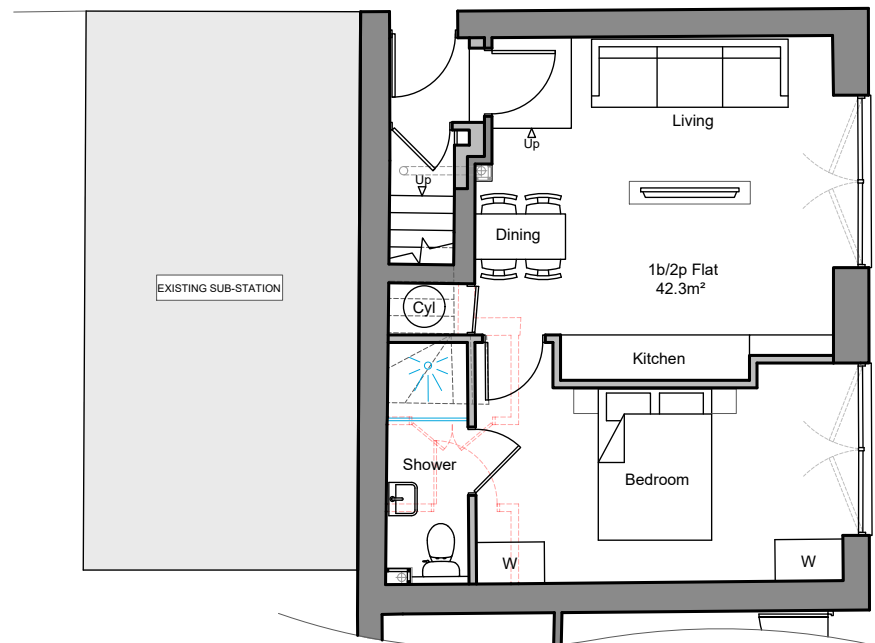 Living
Up
Up
Dining
1b/2p Flat
42.3m²
EXISTING SUB-STATION
Cyl
Kitchen
Shower
Bedroom
W
W